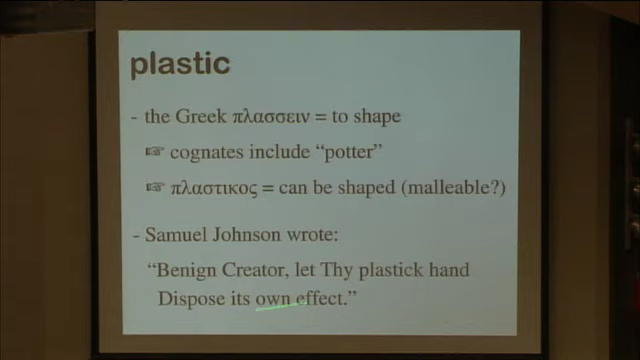 plastic
- the Greek πλασσειν = to shape
☞ cognates include “potter”
☞ πλαστικος = can be shaped (malleable?)
- Samuel Johnson wrote:
“Benign Creator, let Thy plastick hand
Dispose its own effect.”